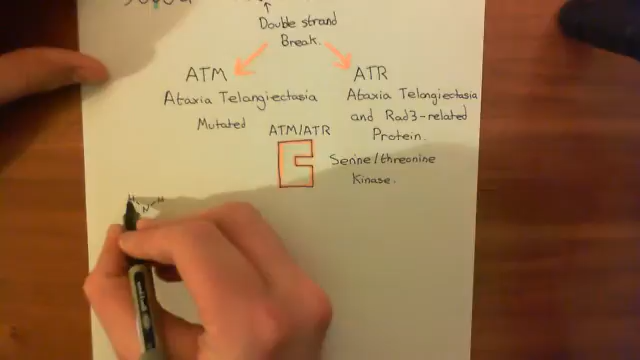 Double strand
Break.
ATM
ATR
Ataxia Telangiectasia
Mutated
Ataxia Telangiectasia
and Rad3-related
Protein.
ATM/ATR
Serine/threonine
Kinase.
H N H